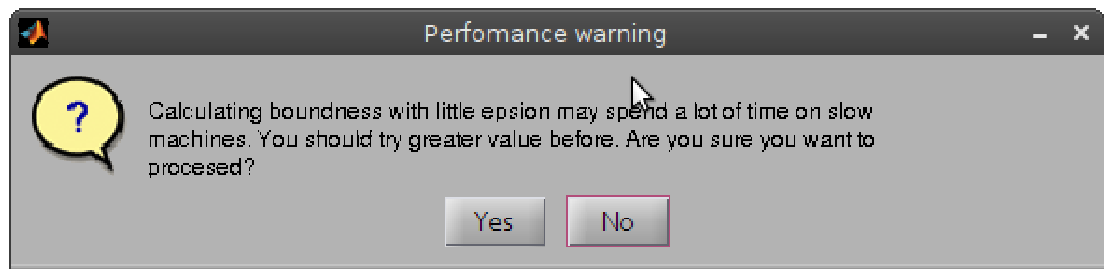 Perfomance warning
?
Calculating boundness with little epsion may spend a lot of time on slow
machines. You should try greater value before. Are you sure you want to
procesed?
Yes No